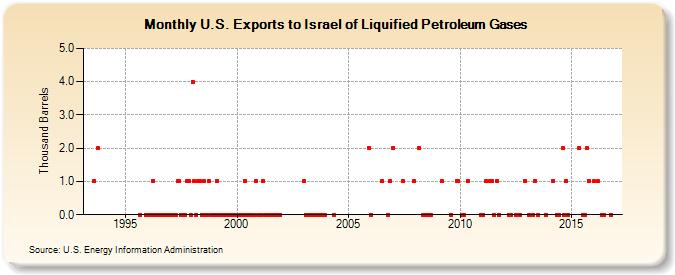 Monthly U.S. Exports to Israel of Liquified Petroleum Gases
Thousand Barrels
5.0
4.0
3.0
2.0
1.0
0.0
1995 2000 2005 2010 2015
Source: U.S. Energy Information Administration